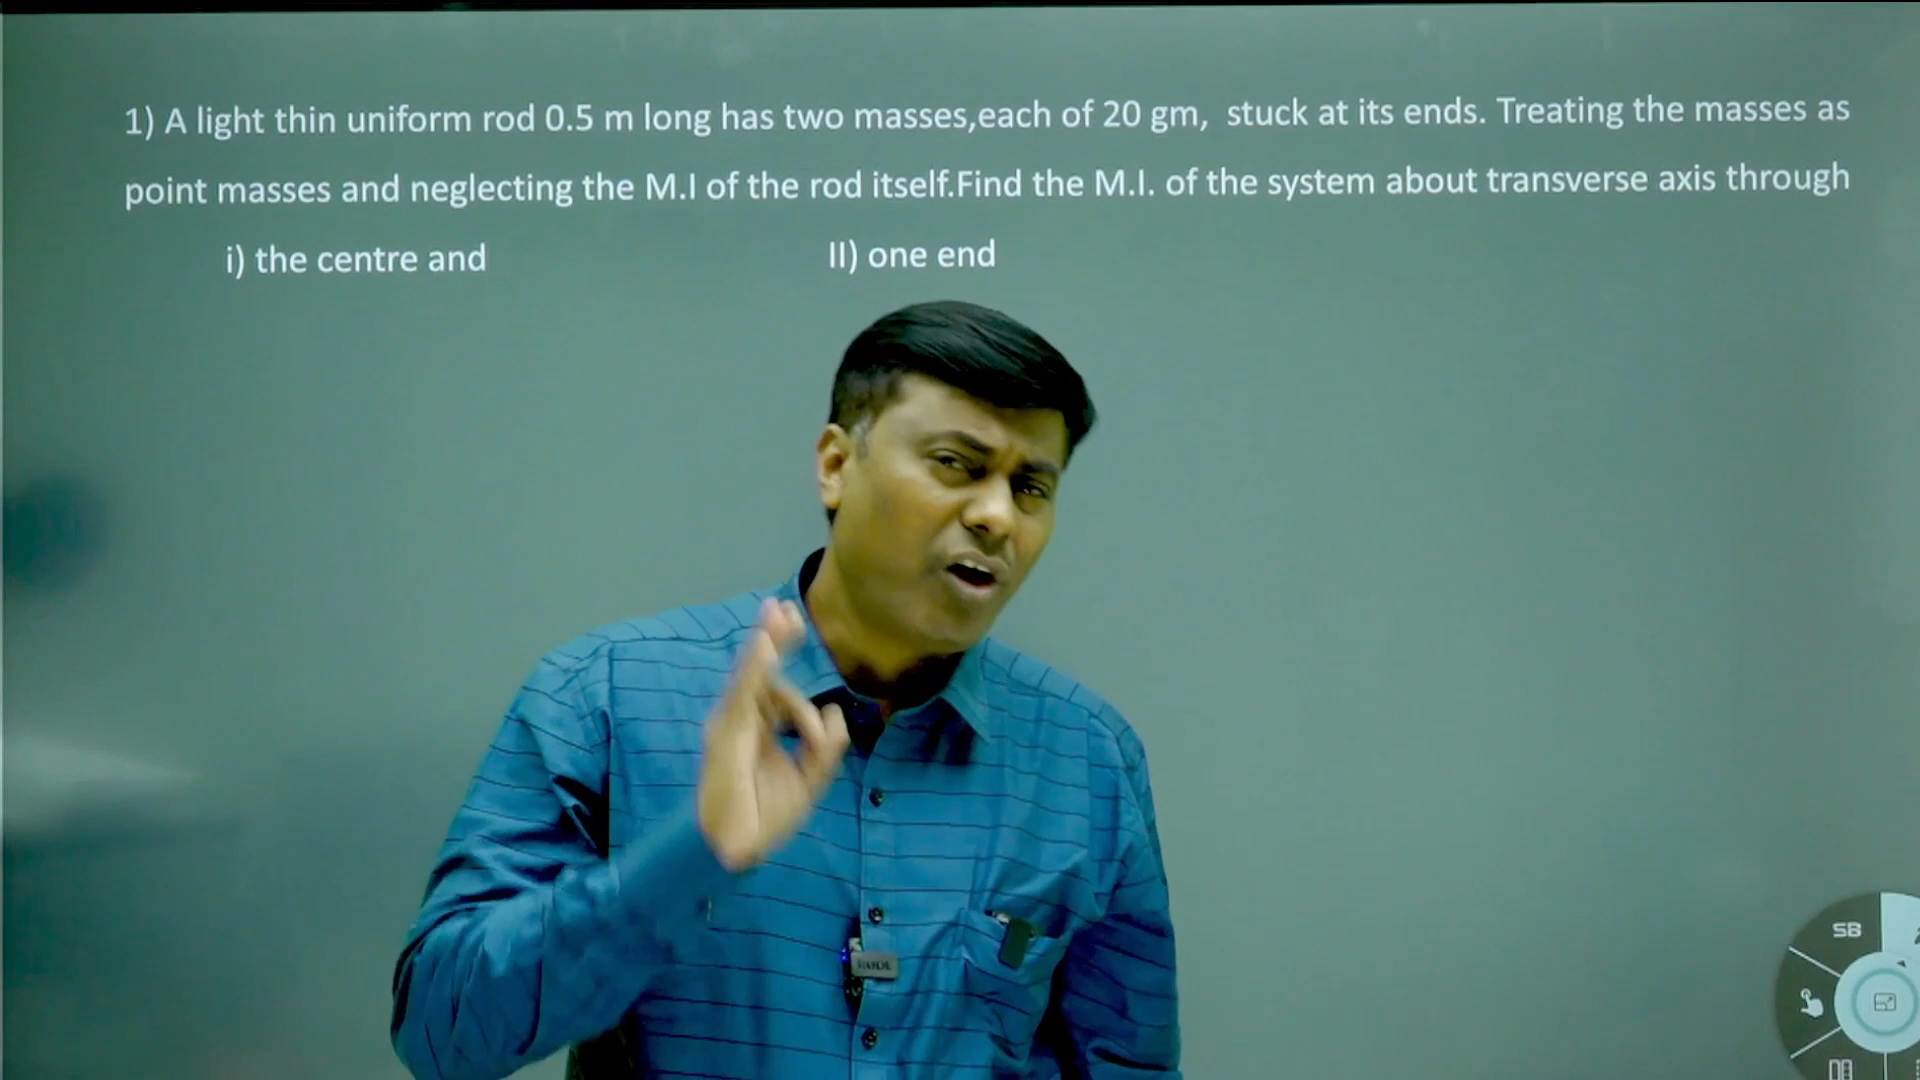 1) A light thin uniform rod 0.5 m long has two masses,each of 20 gm, stuck at its ends. Treating the masses as
point masses and neglecting the M.I of the rod itself.Find the M.I. of the system about transverse axis through
i) the centre and II) one end
SB